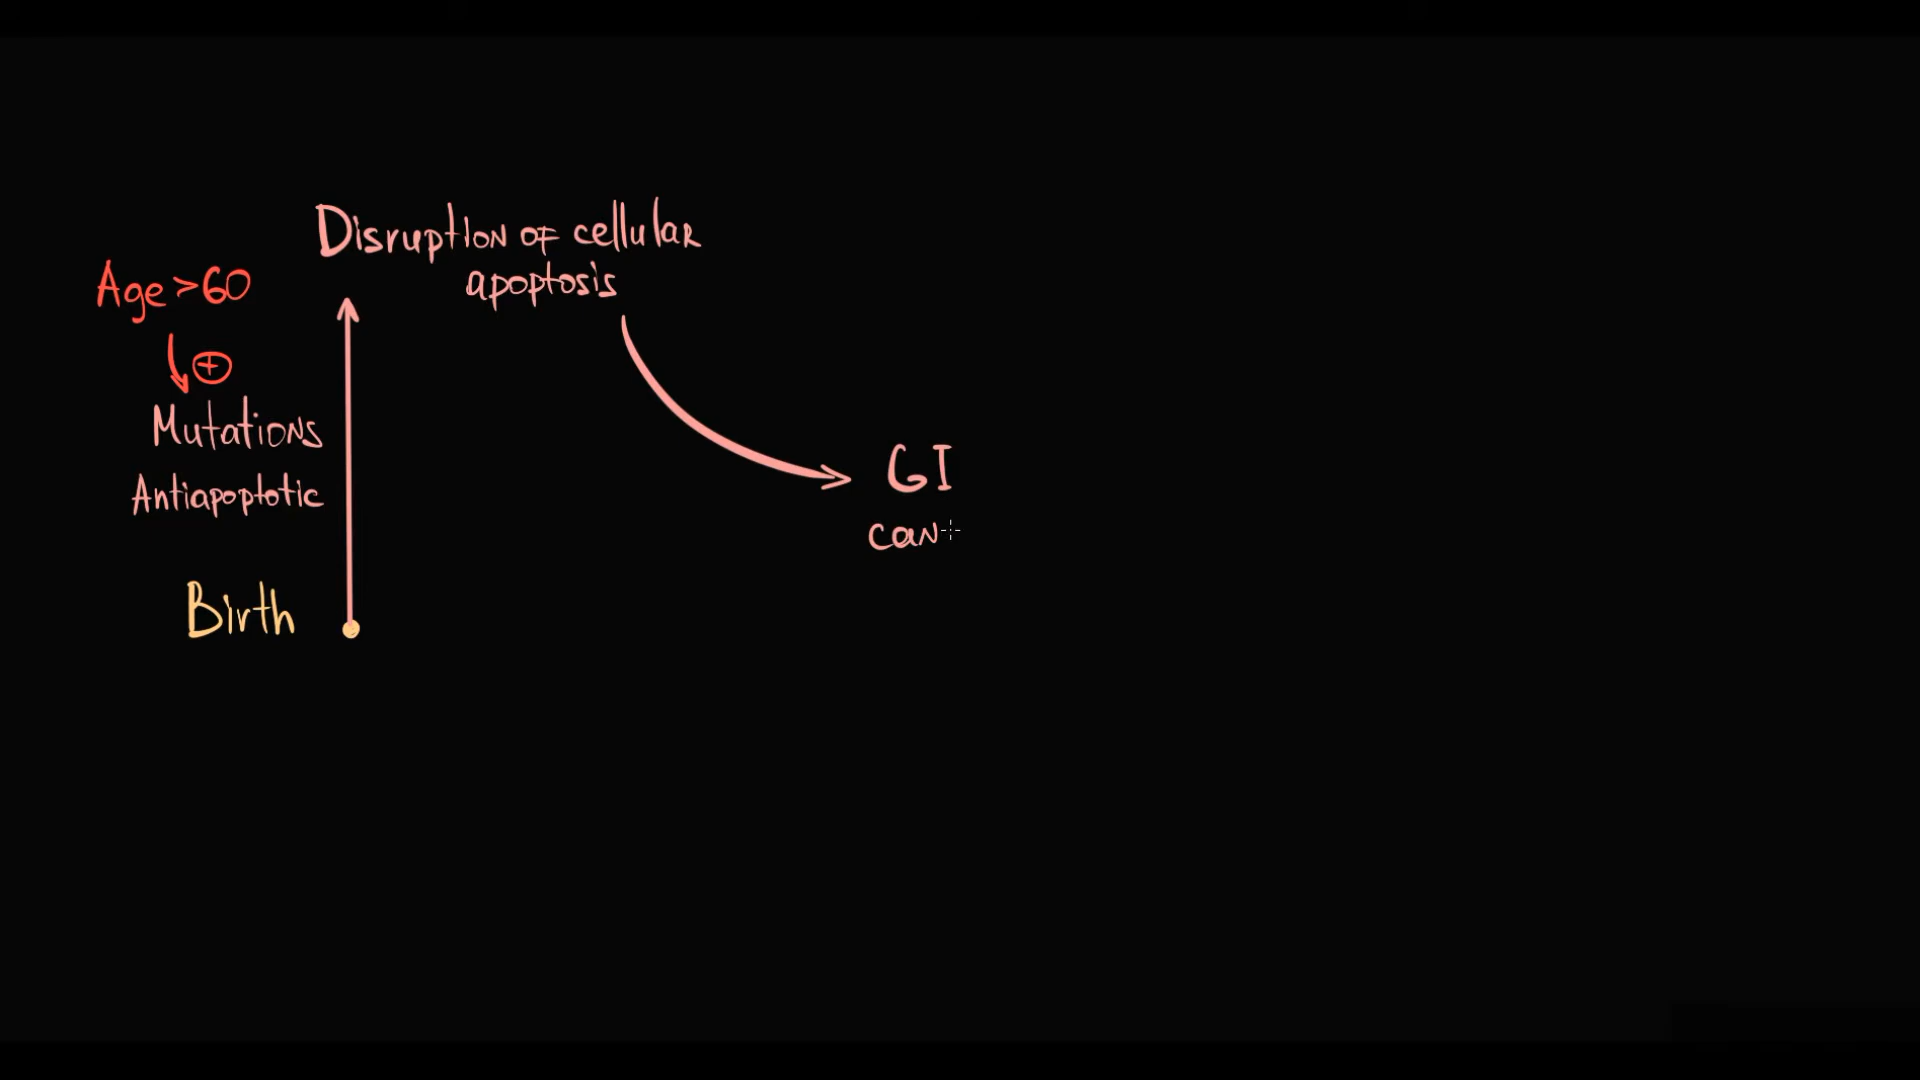 Disruption of cellular
apoptosis
Age >60
+
Mutations
Antiapoptotic
Birth
GI
can